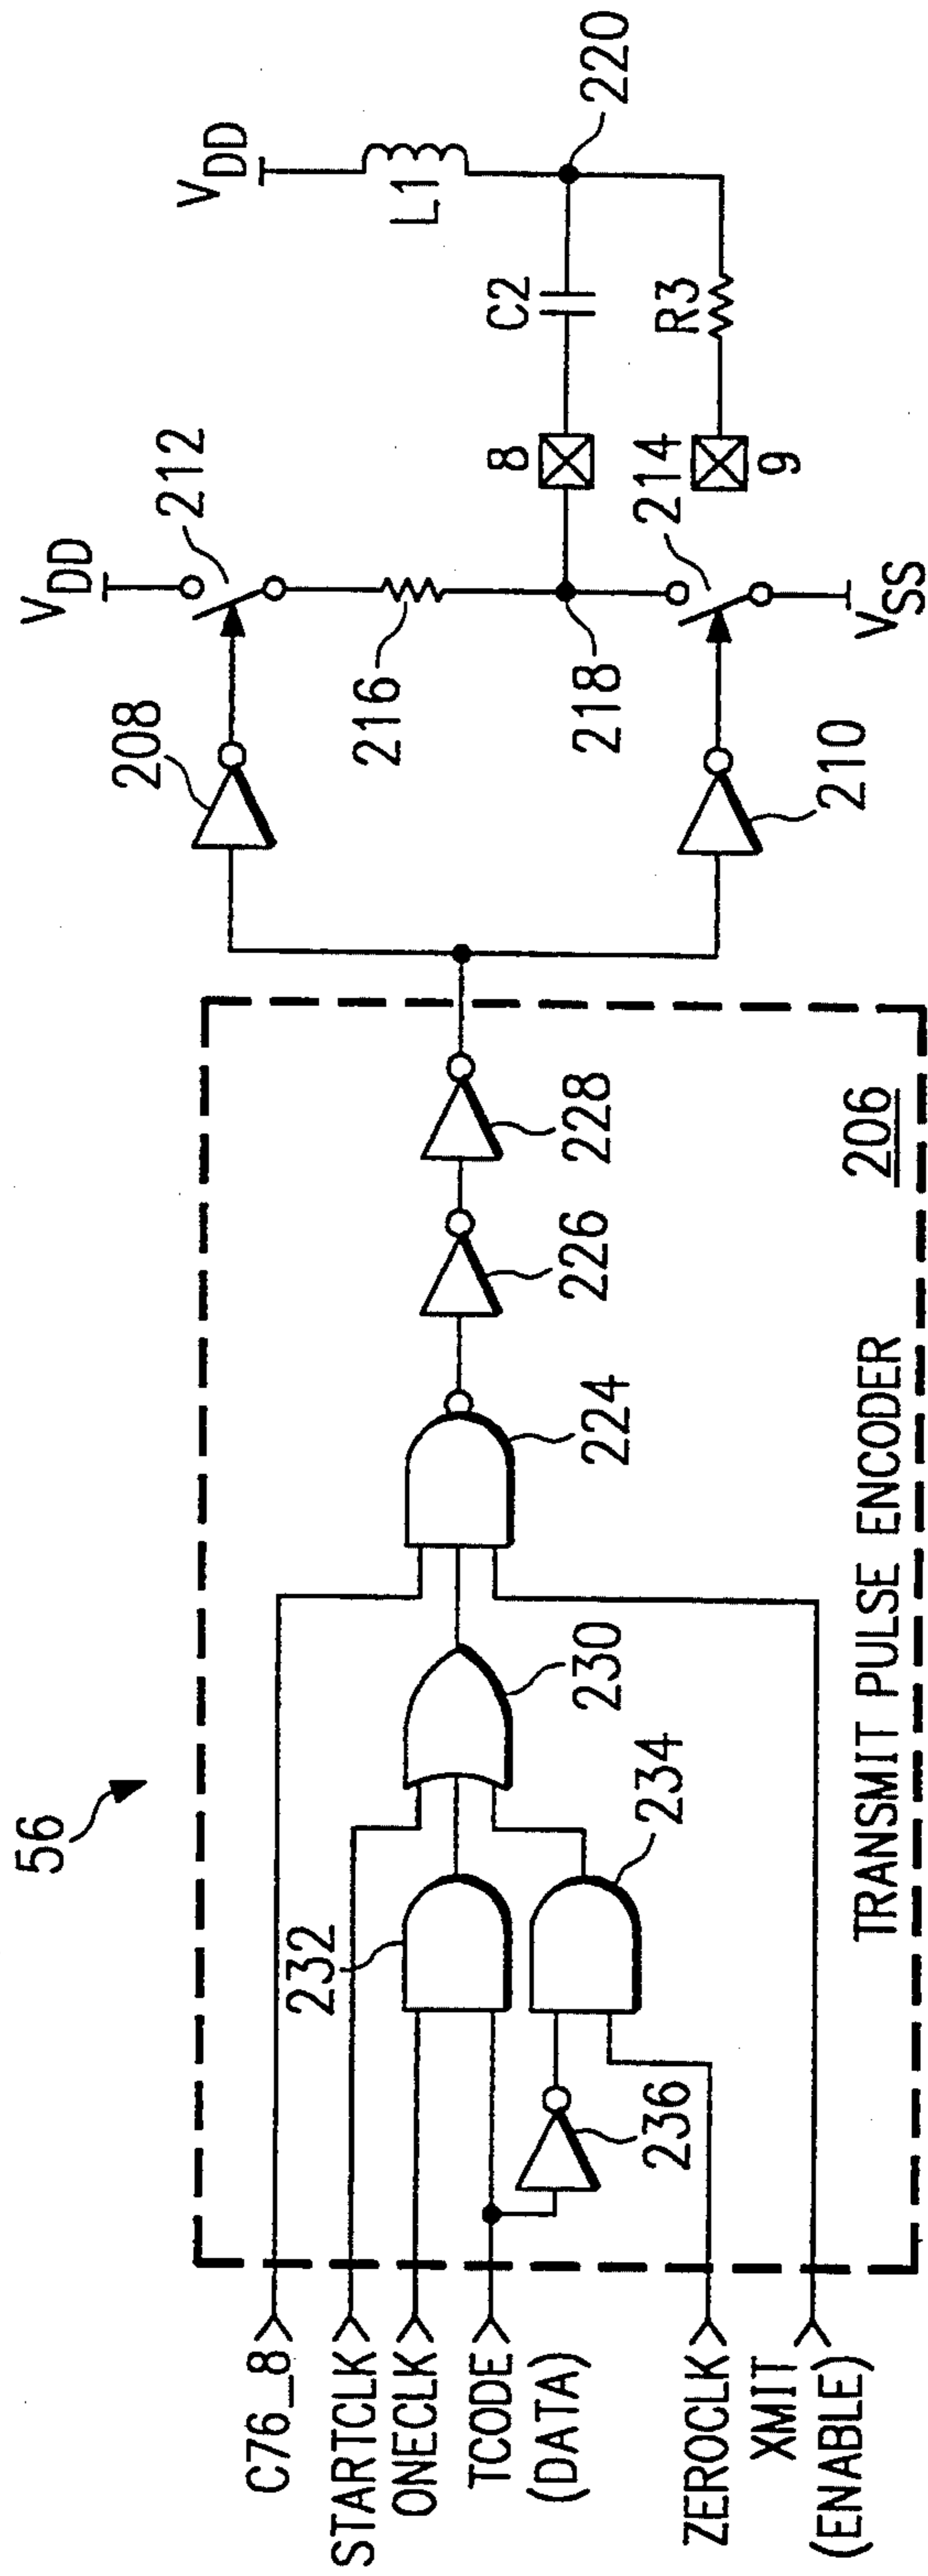 56
C76_8
STARTCLK
ONECLK
TCODE
(DATA)
ZEROCLK
XMIT
(ENABLE)
232
236
234
230
224
226
228
TRANSMIT PULSE ENCODER
206
208
210
VDD
212
216
218
214
VSS
8
9
C2
R3
VDD
L1
220